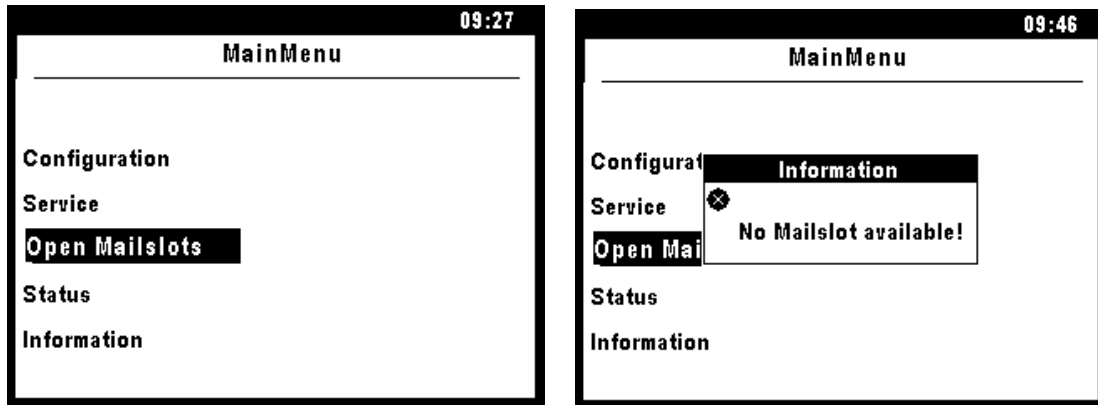 09:27
MainMenu
Configuration
Service
Open Mailslots
Status
Information
09:46
MainMenu
Configurat
Information
Service
No Mailslot available!
Open Mai
Status
Information